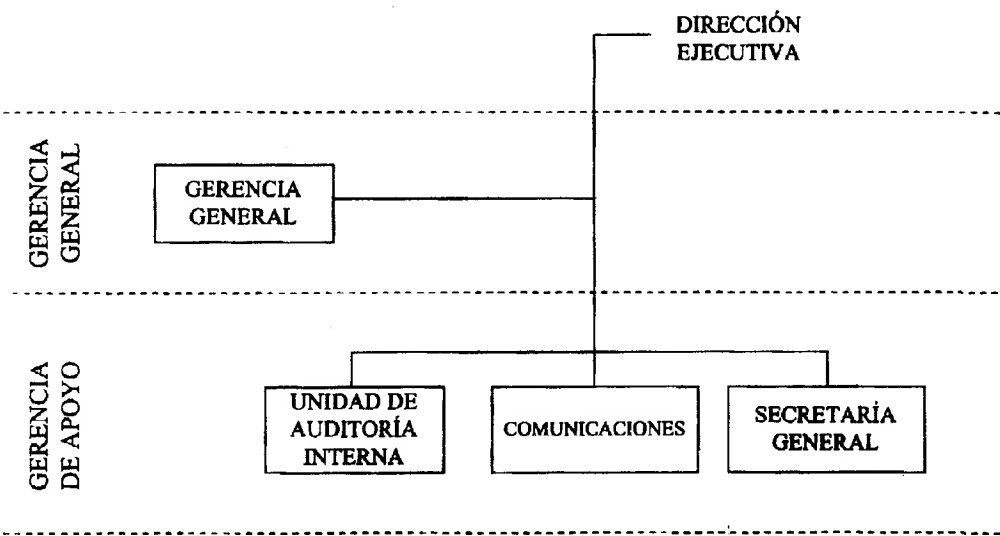 DIRECCIÓN
EJECUTIVA
GERENCIA
GENERAL
GERENCIA
GENERAL
GERENCIA
DE APOYO
UNIDAD DE
AUDITORÍA
INTERNA
COMUNICACIONES
SECRETARÍA
GENERAL